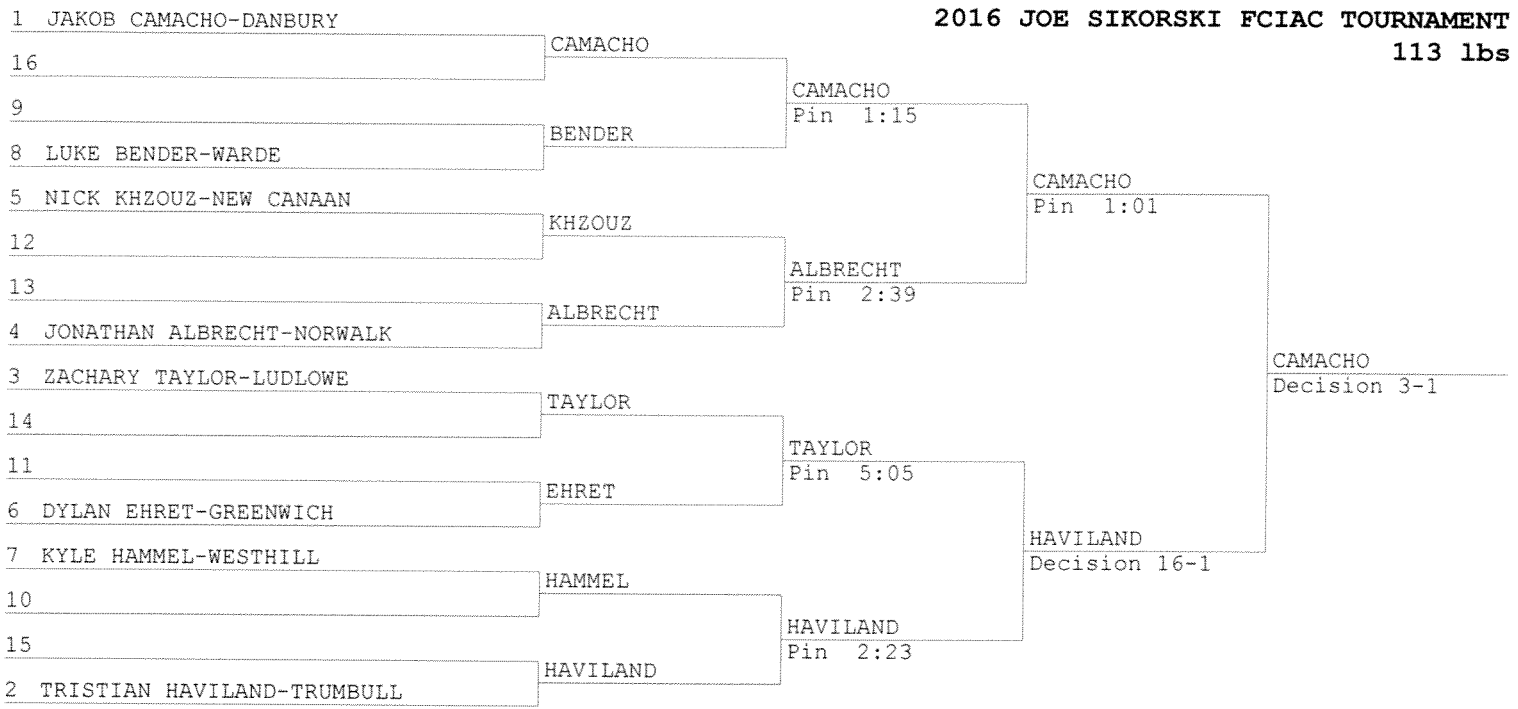 2016 JOE SIKORSKI FCIAC TOURNAMENT
113 lbs
1 JAKOB CAMACHO-DANBURY
16
9
8 LUKE BENDER-WARDE
5 NICK KHZOUZ-NEW CANAAN
12
13
4 JONATHAN ALBRECHT-NORWALK
3 ZACHARY TAYLOR-LUDLOWE
14
11
6 DYLAN EHRET-GREENWICH
7 KYLE HAMMEL-WESTHILL
10
15
2 TRISTIAN HAVILAND-TRUMBULL
CAMACHO
BENDER
KHZOUZ
ALBRECHT
TAYLOR
EHRET
HAMMEL
HAVILAND
CAMACHO
Pin 1:15
ALBRECHT
Pin 2:39
TAYLOR
Pin 5:05
HAVILAND
Pin 2:23
CAMACHO
Pin 1:01
HAVILAND
Decision 16-1
CAMACHO
Decision 3-1